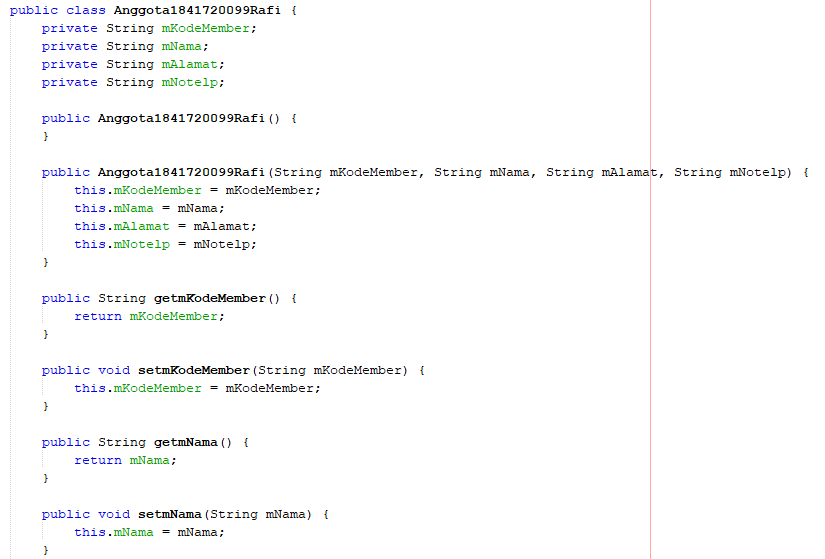 public class Anggota1841720099Rafi {
    private String mKodeMember;
    private String mNama;
    private String mAlamat;
    private String mNotelp;
    public Anggota1841720099Rafi() {
    }
    public Anggota1841720099Rafi(String mKodeMember, String mNama, String mAlamat, String mNotelp) {
        this.mKodeMember = mKodeMember;
        this.mNama = mNama;
        this.mAlamat = mAlamat;
        this.mNotelp = mNotelp;
    }
    public String getmKodeMember() {
        return mKodeMember;
    }
    public void setmKodeMember(String mKodeMember) {
        this.mKodeMember = mKodeMember;
    }
    public String getmNama() {
        return mNama;
    }
    public void setmNama(String mNama) {
        this.mNama = mNama;
    }